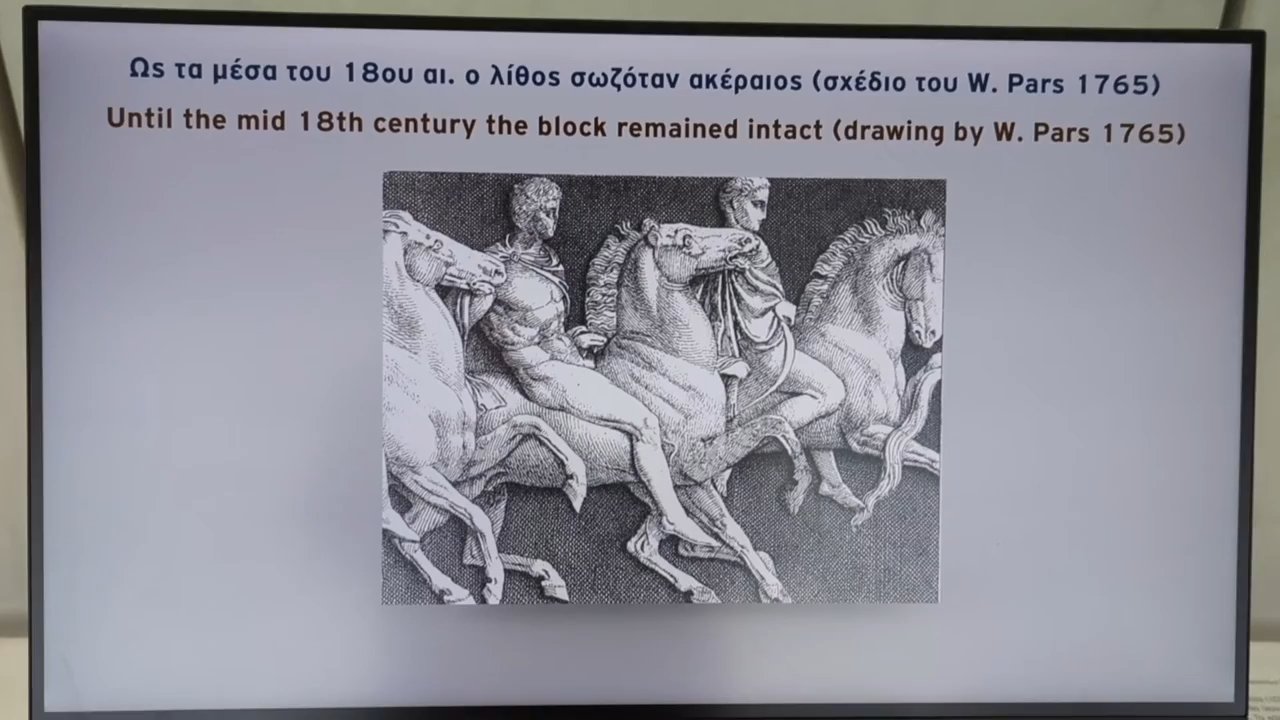 Ως τα μέσα του 18ου αι. ο λίθος σωζόταν ακέραιος (σχέδιο του W. Pars 1765)
Until the mid 18th century the block remained intact (drawing by W. Pars 1765)